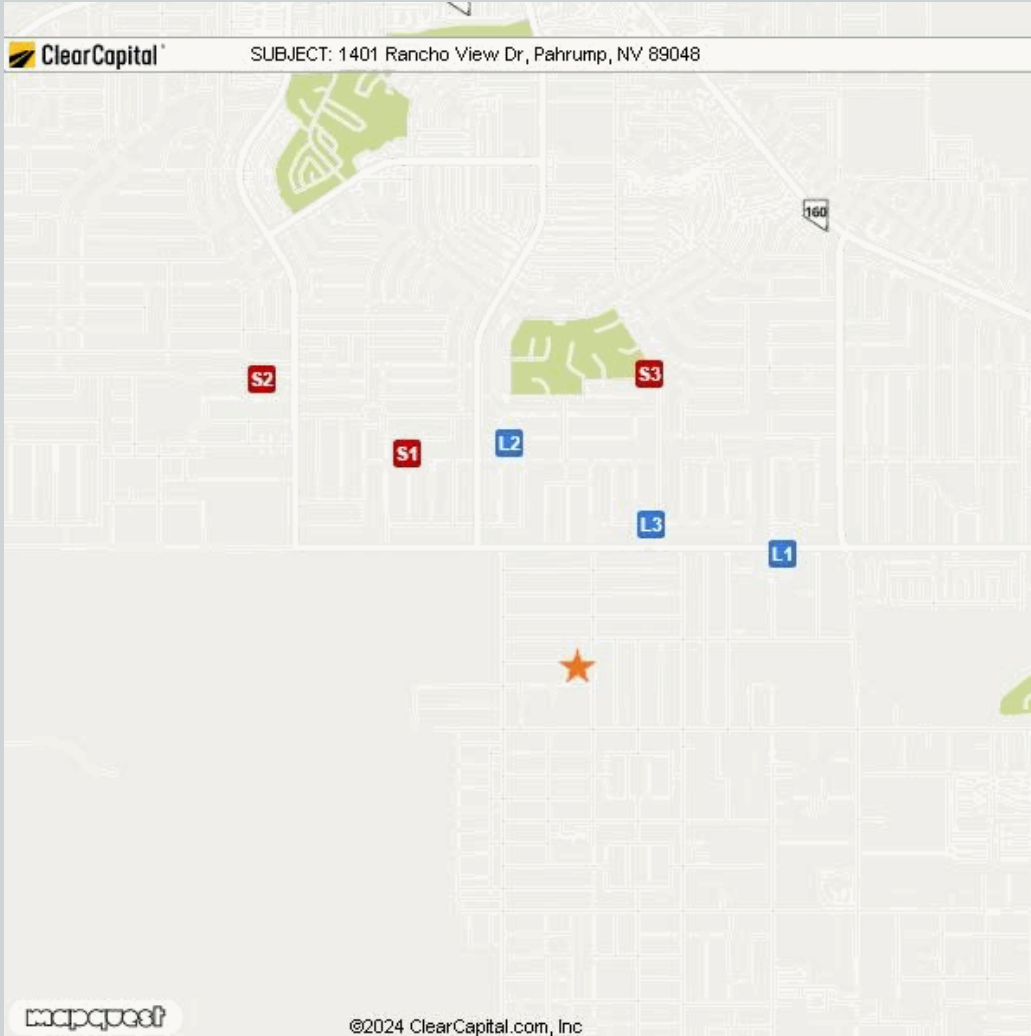 ClearCapital
SUBJECT: 1401 Rancho View Dr, Pahrump, NV 89048
160
S2
S3
L2
S1
L3
L1
mapquest
©2024 ClearCapital.com, Inc